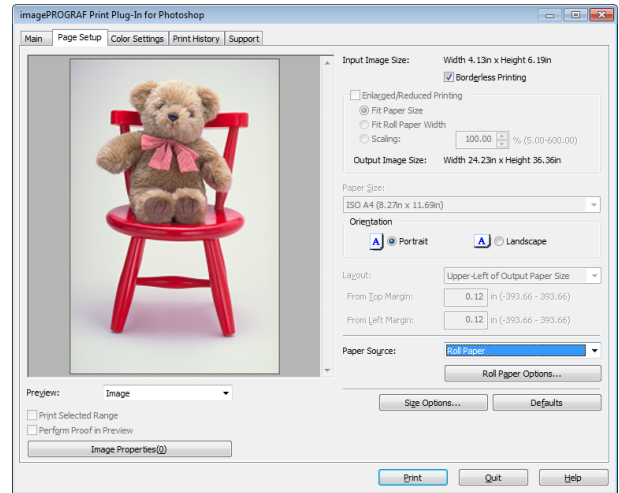 imagePROGRAF Print Plug-In for Photoshop
Main Page Setup Color Settings Print History Support
Input Image Size: Width 4.13in x Height 6.19in
Borderless Printing
Enlarged/Reduced Printing
Fit Paper Size
Fit Roll Paper Width
Scaling: 100.00 % (5.00-600.00)
Output Image Size: Width 24.23in x Height 36.36in
Paper Size:
ISO A4 (8.27in x 11.69in)
Orientation
A Portrait A Landscape
Layout: Upper-Left of Output Paper Size
From Top Margin: 0.12 in (-393.66 - 393.66)
From Left Margin: 0.12 in (-393.66 - 393.66)
Paper Source: Roll Paper
Roll Paper Options...
Size Options... Defaults
Preview: Image
Print Selected Range
Perform Proof in Preview
Image Properties(0)
Print Quit Help